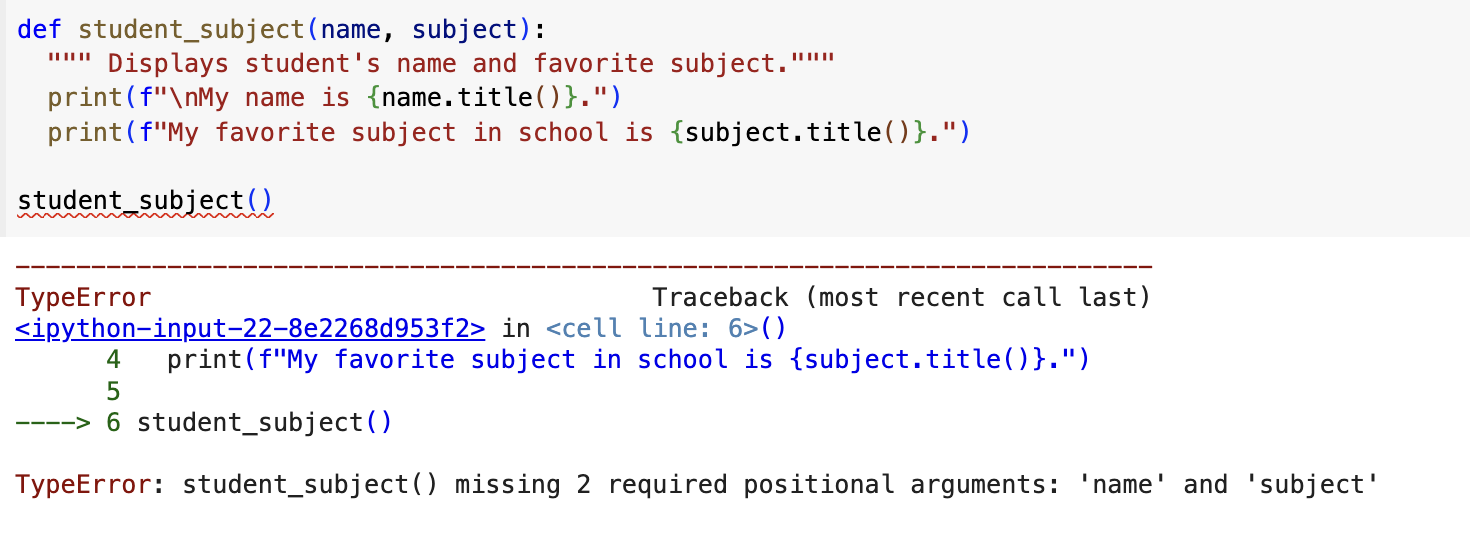 def student_subject(name, subject):
  """ Displays student's name and favorite subject."""
  print(f"\nMy name is {name.title()}.")
  print(f"My favorite subject in school is {subject.title()}.")
student_subject()
---------------------------------------------------------------------------
TypeError                                 Traceback (most recent call last)
<ipython-input-22-8e2268d953f2> in <cell line: 6>()
      4   print(f"My favorite subject in school is {subject.title()}.")
      5
----> 6 student_subject()
TypeError: student_subject() missing 2 required positional arguments: 'name' and 'subject'